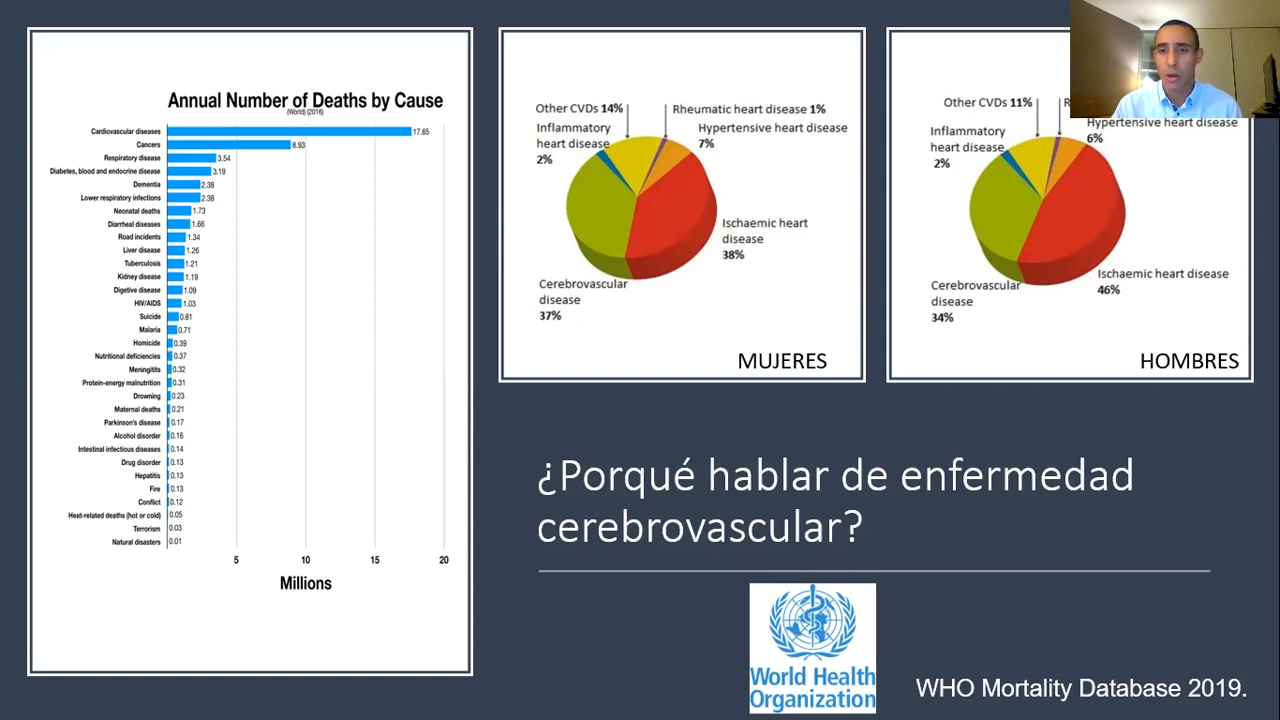 Annual Number of Deaths by Cause
(World) (2016)
Cardiovascular diseases 17.65
Cancers 8.93
Respiratory disease 3.54
Diabetes, blood and endocrine disease 3.19
Dementia 2.38
Lower respiratory infections 2.38
Neonatal deaths 1.73
Diarrheal diseases 1.66
Road incidents 1.34
Liver disease 1.26
Tuberculosis 1.21
Kidney disease 1.19
Digetive disease 1.09
HIV/AIDS 1.03
Suicide 0.81
Malaria 0.71
Homicide 0.39
Nutritional deficiencies 0.37
Meningitits 0.32
Protein-energy malnutrition 0.31
Drowning 0.23
Maternal deaths 0.21
Parkinson's disease 0.17
Alcohol disorder 0.16
Intestinal infectious diseases 0.14
Drug disorder 0.13
Hepatitis 0.13
Fire 0.13
Conflict 0.12
Heat-related deaths (hot or cold) 0.05
Terrorism 0.03
Natural disasters 0.01
5 10 15 20
Millions
Other CVDs 14%
Rheumatic heart disease 1%
Inflammatory
heart disease
2%
Hypertensive heart disease
7%
Ischaemic heart
disease
38%
Cerebrovascular
disease
37%
MUJERES
Other CVDs 11%
R
Inflammatory
heart disease
2%
Hypertensive heart disease
6%
Ischaemic heart disease
46%
Cerebrovascular
disease
34%
HOMBRES
¿Porqué hablar de enfermedad
cerebrovascular?
World Health
Organization
WHO Mortality Database 2019.